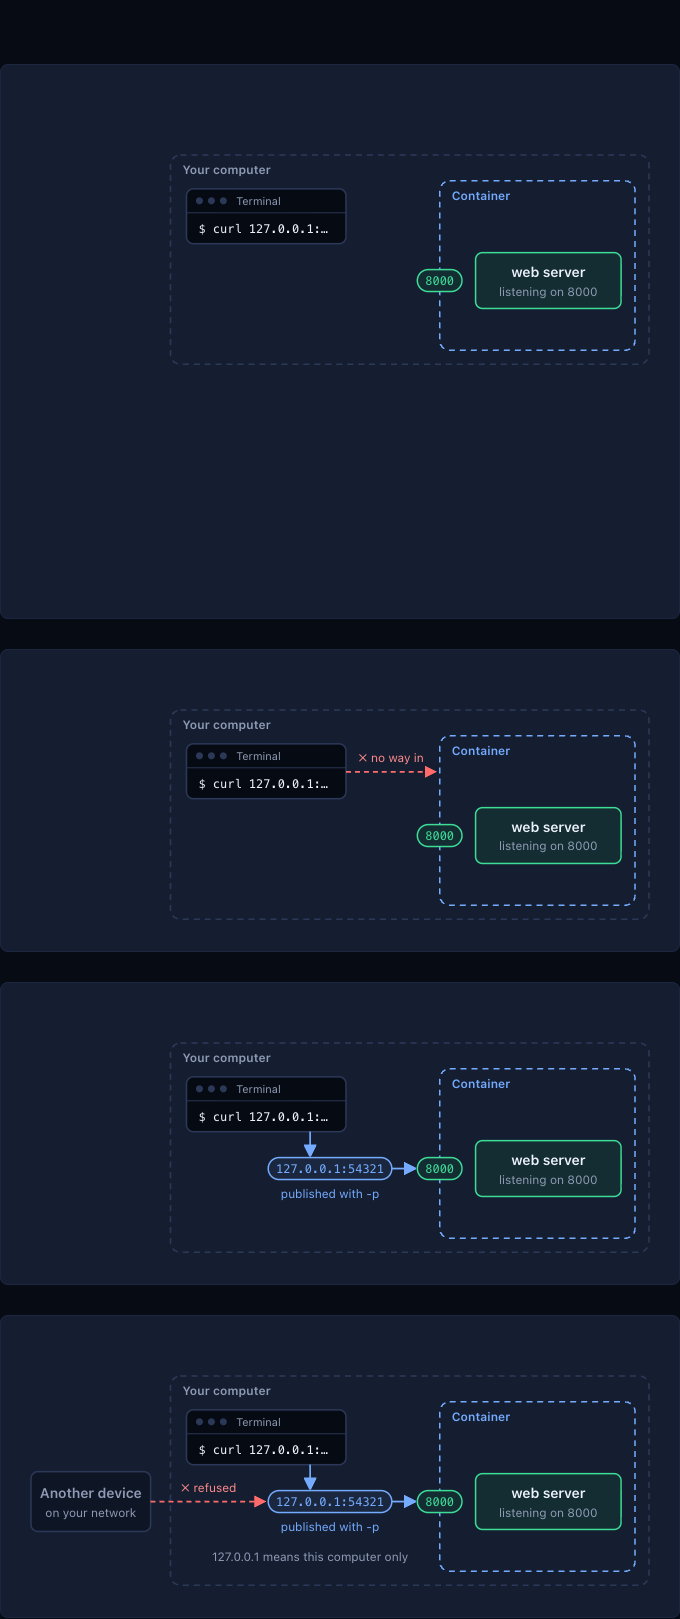 Your computer
Terminal
$ curl 127.0.0.1:…
Container
8000
web server
listening on 8000
Your computer
Terminal
$ curl 127.0.0.1:…
× no way in
Container
8000
web server
listening on 8000
Your computer
Terminal
$ curl 127.0.0.1:…
127.0.0.1:54321
published with -p
Container
8000
web server
listening on 8000
Your computer
Terminal
$ curl 127.0.0.1:…
Another device
on your network
× refused
127.0.0.1:54321
published with -p
127.0.0.1 means this computer only
Container
8000
web server
listening on 8000